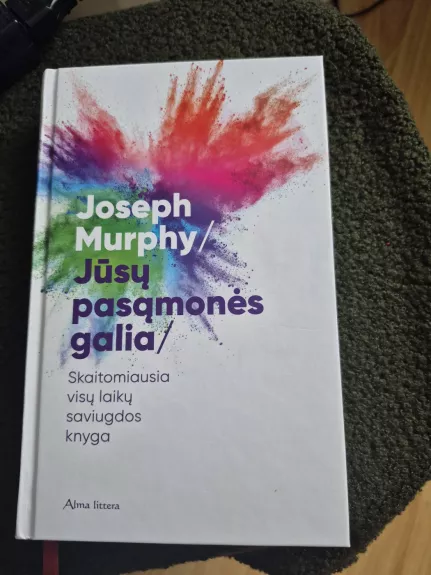 Joseph
Murphy/
Jūsų
pasąmonės
galia/
Skaitomiausia
visų laikų
saviugdos
knyga
Alma littera